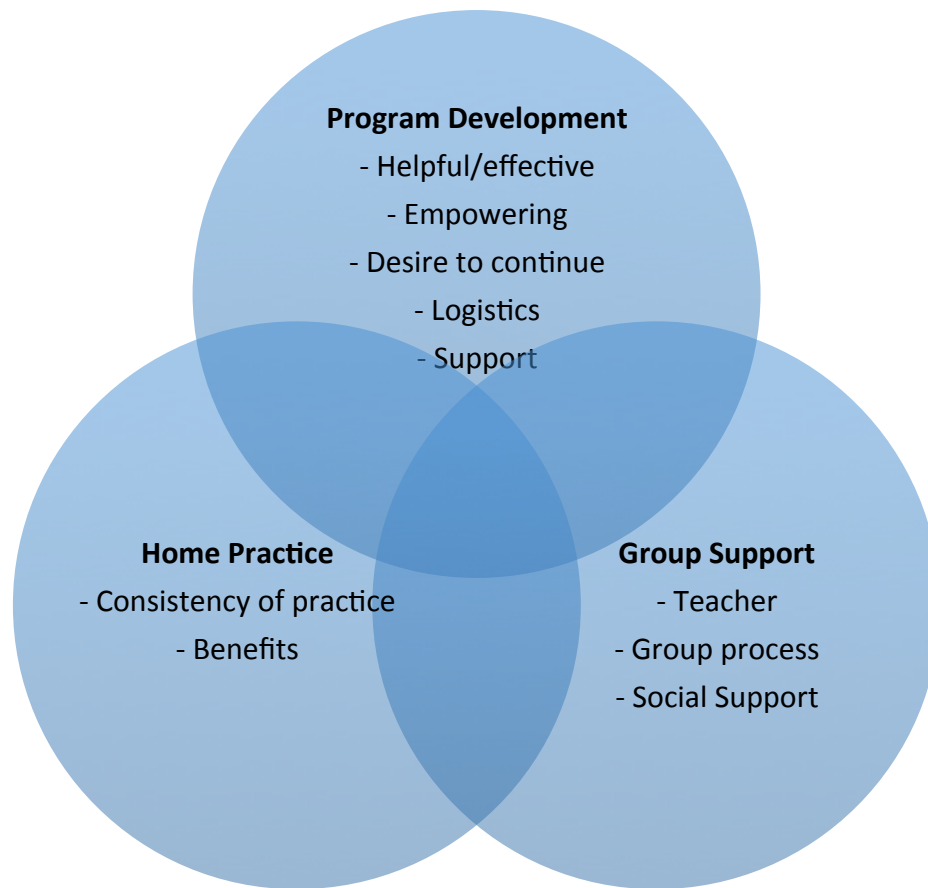 Program Development
- Helpful/effective
- Empowering
- Desire to continue
- Logistics
- Support
Home Practice
- Consistency of practice
- Benefits
Group Support
- Teacher
- Group process
- Social Support